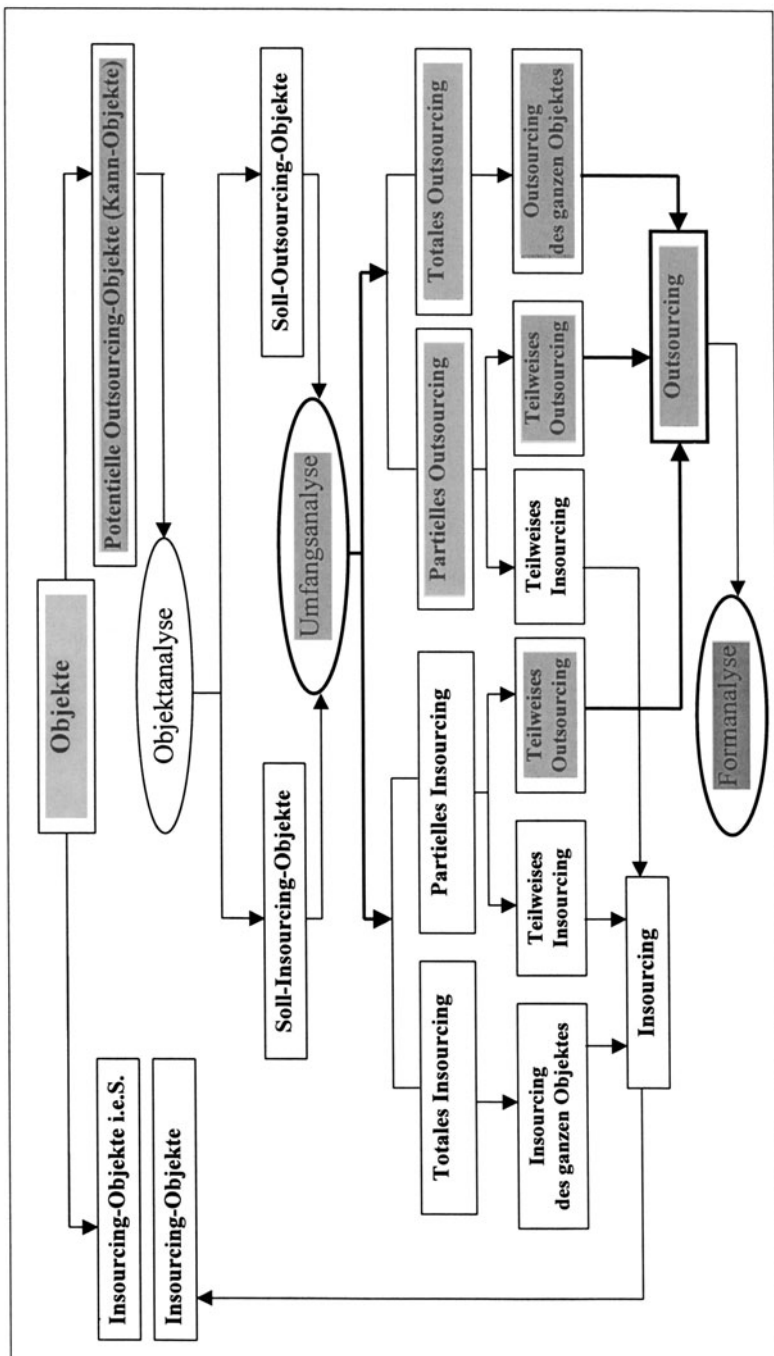 Objekte
Insourcing-Objekte i.e.S.
Potentielle Outsourcing-Objekte (Kann-Objekte)
Insourcing-Objekte
Objektanalyse
Soll-Insourcing-Objekte
Soll-Outsourcing-Objekte
Umfangsanalyse
Totales Insourcing
Partielles Insourcing
Partielles Outsourcing
Totales Outsourcing
Insourcing
des ganzen Objektes
Teilweises
Insourcing
Teilweises
Outsourcing
Teilweises
Insourcing
Teilweises
Outsourcing
Outsourcing
des ganzen Objektes
Insourcing
Outsourcing
Formanalyse